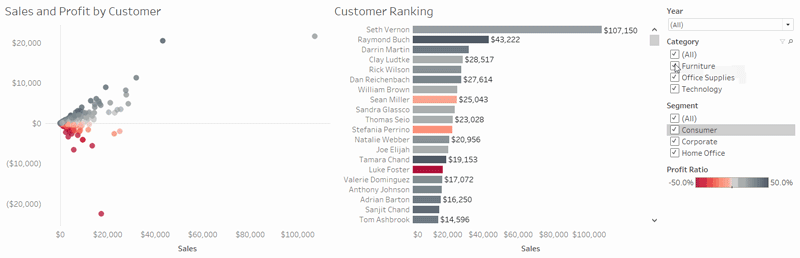 Sales and Profit by Customer
$20,000
$10,000
$0
($10,000)
($20,000)
$0
$20,000
$40,000
$60,000
$80,000
$100,000
Sales
Customer Ranking
Seth Vernon $107,150
Raymond Buch $43,222
Darrin Martin
Clay Ludtke $28,517
Rick Wilson
Dan Reichenbach $27,614
William Brown
Sean Miller $25,043
Sandra Glassco
Thomas Seio $23,028
Stefania Perrino
Natalie Webber $20,956
Joe Elijah
Tamara Chand $19,153
Luke Foster
Valerie Dominguez $17,072
Anthony Johnson
Adrian Barton $16,250
Sanjit Chand
Tom Ashbrook $14,596
$0 $20,000 $40,000 $60,000 $80,000 $100,000
Sales
Year
(All)
Category
(All)
Furniture
Office Supplies
Technology
Segment
(All)
Consumer
Corporate
Home Office
Profit Ratio
-50.0% 50.0%